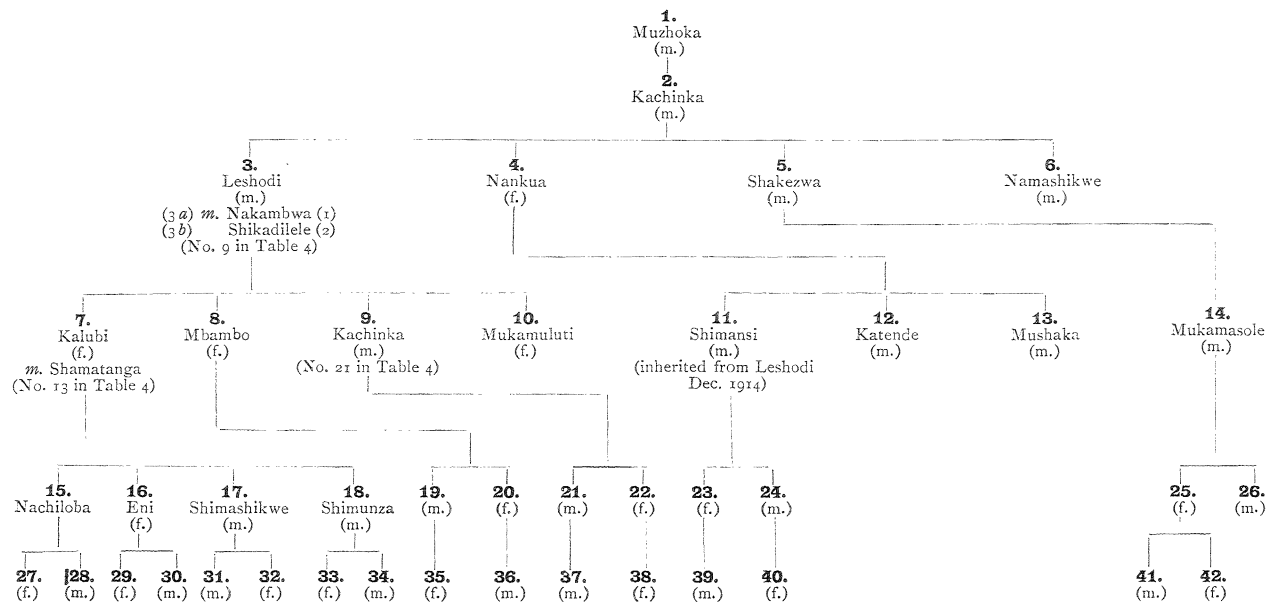 1.
Muzhoka
(m.)
2.
Kachinka
(m.)
3. 4. 5. 6.
Leshodi Nankua Shakezwa Namashikwe
(m.) (f.) (m.) (m.)
(3 a) m. Nakambwa (1)
(3 b) Shikadilele (2)
(No. 9 in Table 4)
7. 8. 9. 10. 11. 12. 13. 14.
Kalubi Mbambo Kachinka Mukamuluti Shimansi Katende Mushaka Mukamasole
(f.) (f.) (m.) (f.) (m.) (m.) (m.) (m.)
m. Shamatanga (No. 21 in Table 4) (inherited from Leshodi
(No. 13 in Table 4) Dec. 1914)
15. 16. 17. 18. 19. 20. 21. 22. 23. 24. 25. 26.
Nachiloba Eni Shimashikwe Shimunza (m.) (f.) (m.) (f.) (f.) (m.) (f.) (m.)
(f.) (m.) (m.)
27. 28. 29. 30. 31. 32. 33. 34. 35. 36. 37. 38. 39. 40. 41. 42.
(f.) (m.) (f.) (m.) (m.) (f.) (f.) (m.) (f.) (m.) (m.) (f.) (m.) (f.) (m.) (f.)